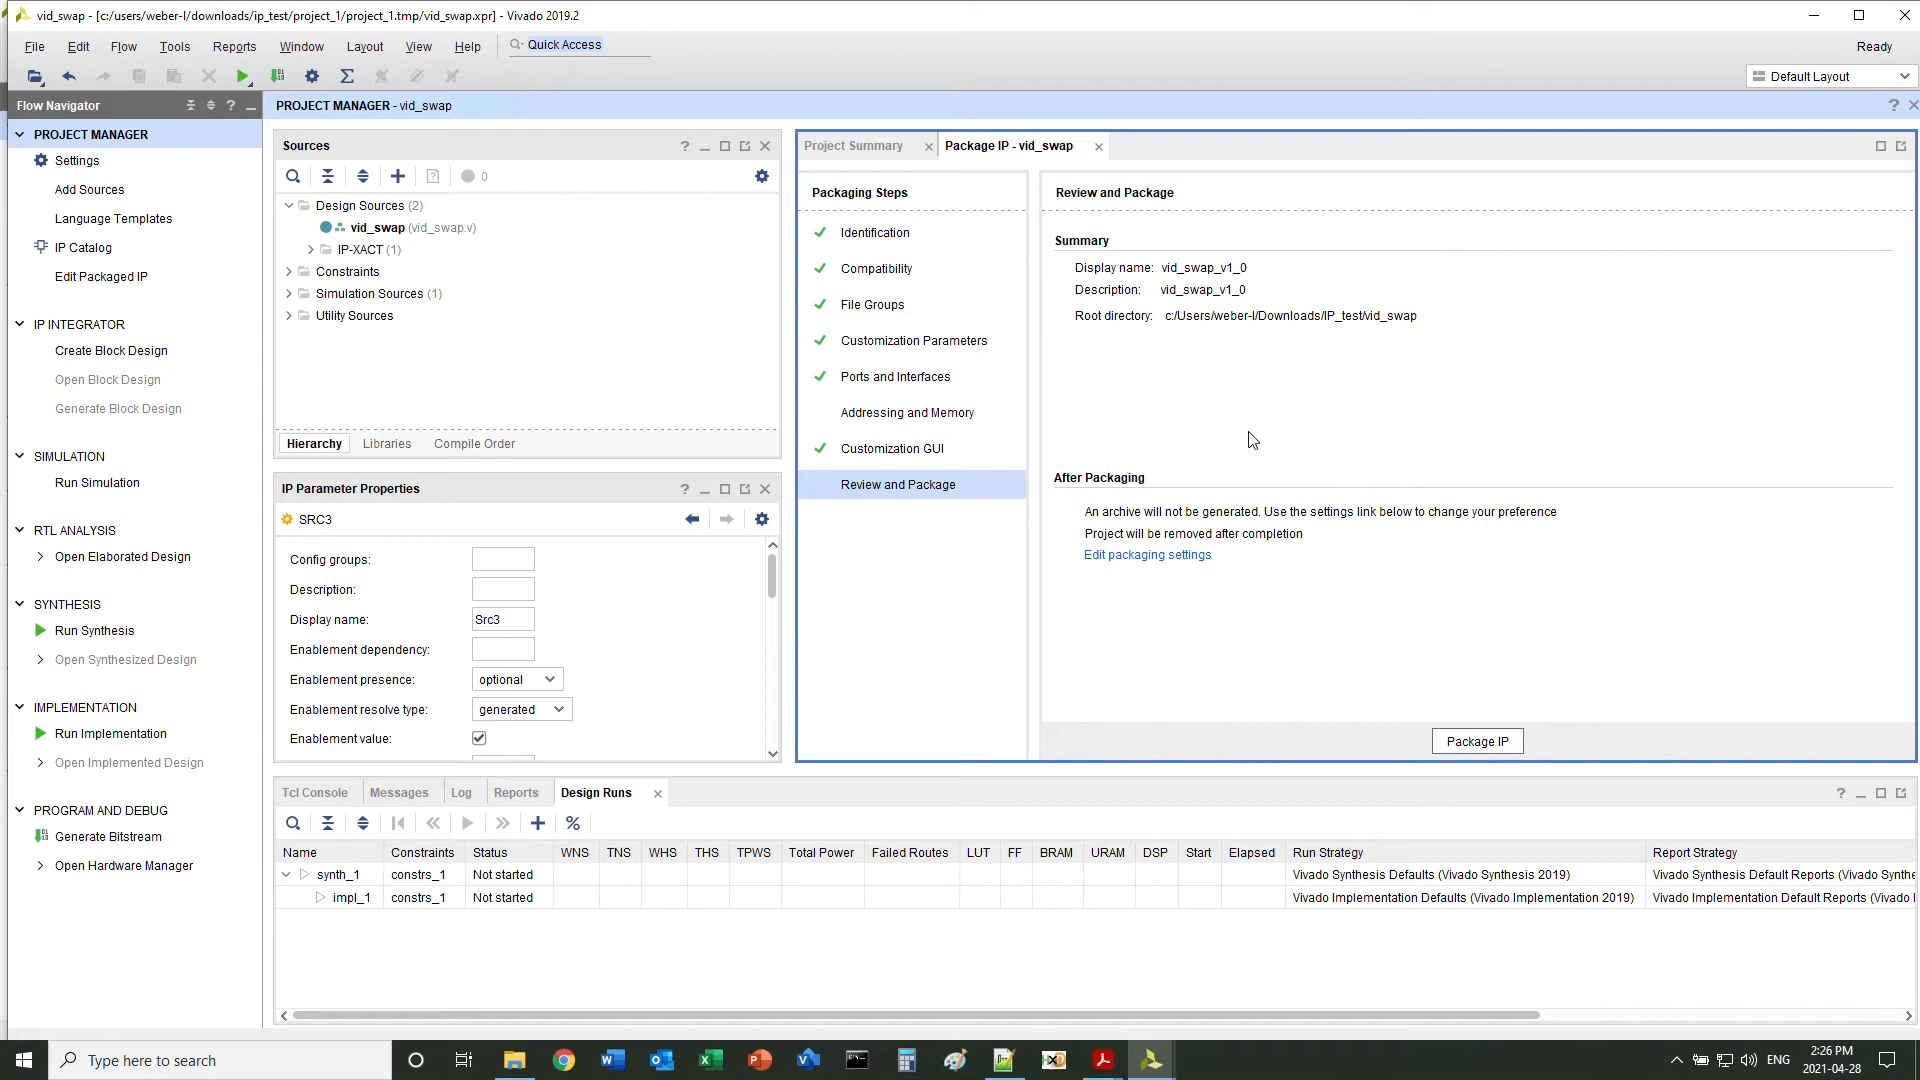 vid_swap - [c:/users/weber-l/downloads/ip_test/project_1/project_1.tmp/vid_swap.xpr] - Vivado 2019.2
File Edit Flow Tools Reports Window Layout View Help Quick Access Ready
Default Layout
Flow Navigator
PROJECT MANAGER - vid_swap
PROJECT MANAGER
Settings
Add Sources
Language Templates
IP Catalog
Edit Packaged IP
IP INTEGRATOR
Create Block Design
Open Block Design
Generate Block Design
SIMULATION
Run Simulation
RTL ANALYSIS
Open Elaborated Design
SYNTHESIS
Run Synthesis
Open Synthesized Design
IMPLEMENTATION
Run Implementation
Open Implemented Design
PROGRAM AND DEBUG
Generate Bitstream
Open Hardware Manager
Sources
0
Design Sources (2)
vid_swap (vid_swap.v)
IP-XACT (1)
Constraints
Simulation Sources (1)
Utility Sources
Hierarchy Libraries Compile Order
IP Parameter Properties
SRC3
Config groups:
Description:
Display name: Src3
Enablement dependency:
Enablement presence: optional
Enablement resolve type: generated
Enablement value:
Project Summary Package IP - vid_swap
Packaging Steps
Identification
Compatibility
File Groups
Customization Parameters
Ports and Interfaces
Addressing and Memory
Customization GUI
Review and Package
Review and Package
Summary
Display name: vid_swap_v1_0
Description: vid_swap_v1_0
Root directory: c:/Users/weber-l/Downloads/IP_test/vid_swap
After Packaging
An archive will not be generated. Use the settings link below to change your preference
Project will be removed after completion
Edit packaging settings
Package IP
Tcl Console Messages Log Reports Design Runs
Name Constraints Status WNS TNS WHS THS TPWS Total Power Failed Routes LUT FF BRAM URAM DSP Start Elapsed Run Strategy Report Strategy
synth_1 constrs_1 Not started Vivado Synthesis Defaults (Vivado Synthesis 2019) Vivado Synthesis Default Reports (Vivado Synthe
impl_1 constrs_1 Not started Vivado Implementation Defaults (Vivado Implementation 2019) Vivado Implementation Default Reports (Vivado I
Type here to search
ENG
2:26 PM
2021-04-28